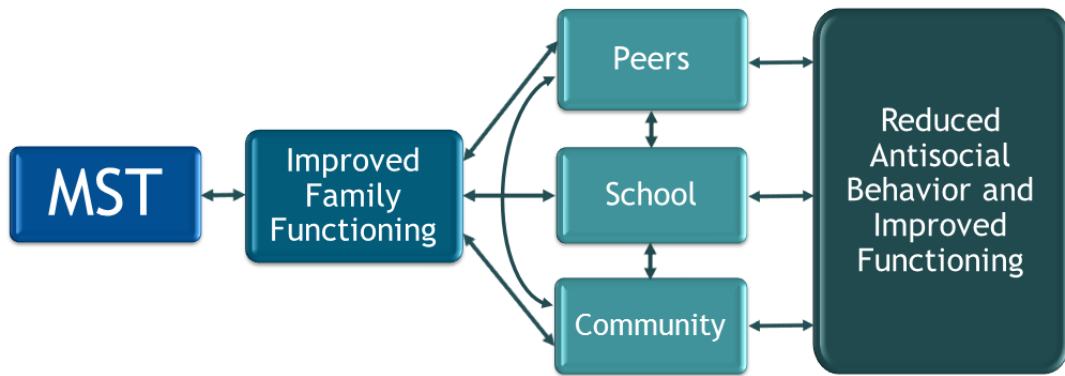 MST
Improved
Family
Functioning
Peers
School
Community
Reduced
Antisocial
Behavior and
Improved
Functioning